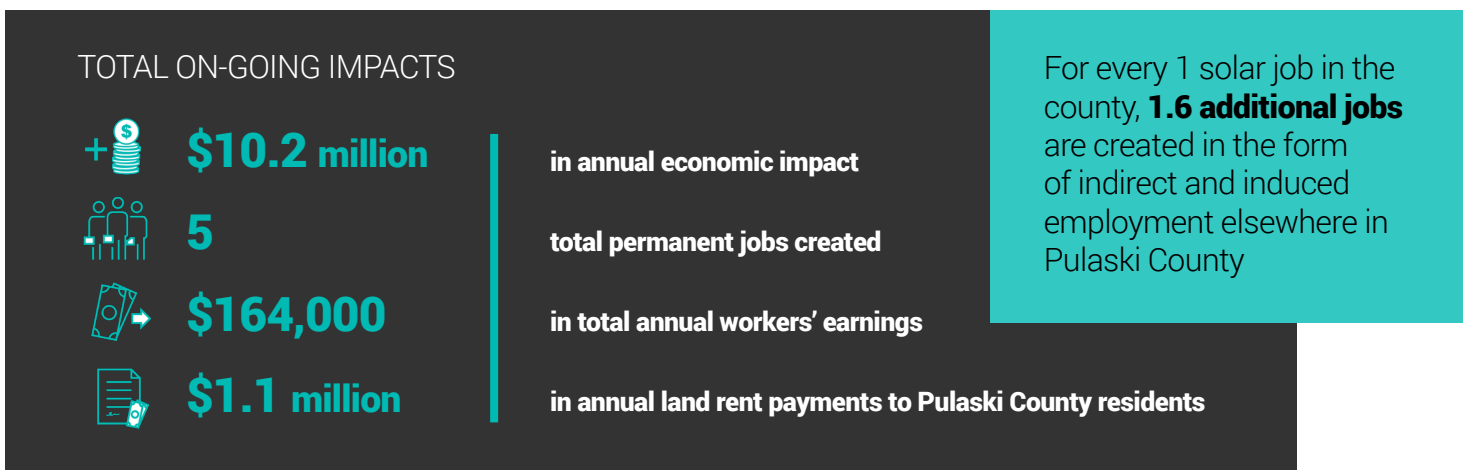 TOTAL ON-GOING IMPACTS
+ $ $10.2 million in annual economic impact
5 total permanent jobs created
$164,000 in total annual workers’ earnings
$1.1 million in annual land rent payments to Pulaski County residents
For every 1 solar job in the
county, 1.6 additional jobs
are created in the form
of indirect and induced
employment elsewhere in
Pulaski County